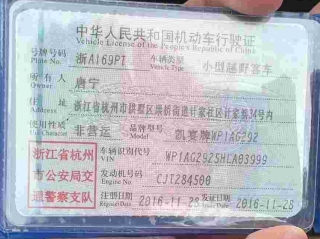 中华人民共和国机动车行驶证
Vehicle License of the People's Republic of China
号牌号码 浙A169PT 车辆类型 小型越野客车
Plate No. Vehicle Type
所有人 唐宁
Owner
住址 浙江省杭州市拱墅区 桥街道计家社区计家 34号内
Address
使用性质 非营运 品牌型号 凯宴牌WP1AG292
Use Character Model
浙江省杭州 车辆识别代号 WP1AG2925HLA03999
VIN
市公安局交 发动机号码 CJT284500
Engine No.
通警察支队 注册日期 2016-11-28 发证日期 2016-11-28
Register Date Issue Date